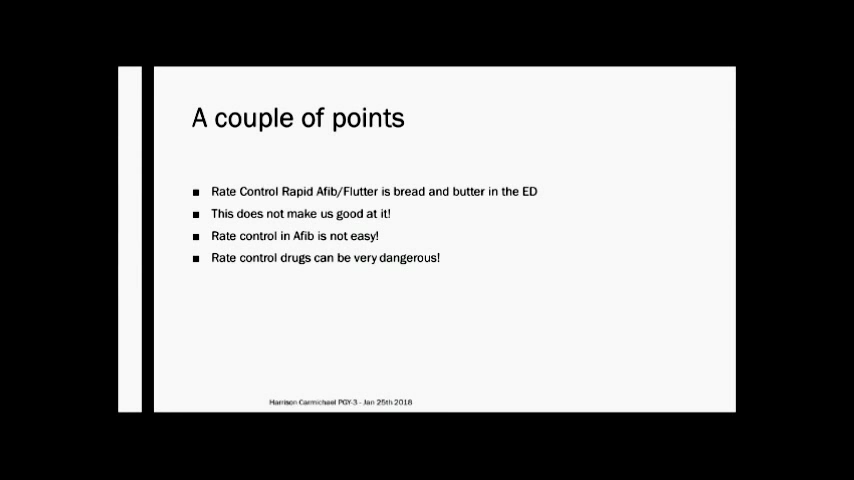 A couple of points
■ Rate Control Rapid Afib/Flutter is bread and butter in the ED
■ This does not make us good at it!
■ Rate control in Afib is not easy!
■ Rate control drugs can be very dangerous!
Harrison Carmichael PGY-3 - Jan 25th 2018